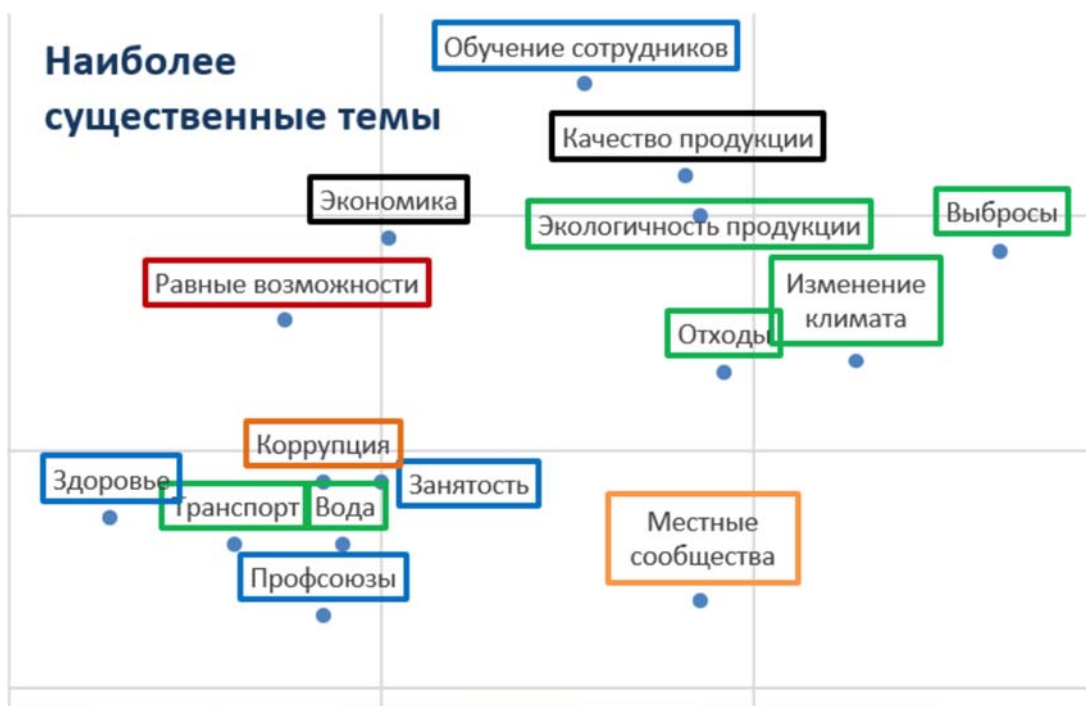 Наиболее
существенные темы
Обучение сотрудников
Качество продукции
Экономика
Экологичность продукции
Выбросы
Равные возможности
Изменение
климата
Отходы
Коррупция
Здоровье
Занятость
Транспорт
Вода
Местные
сообщества
Профсоюзы